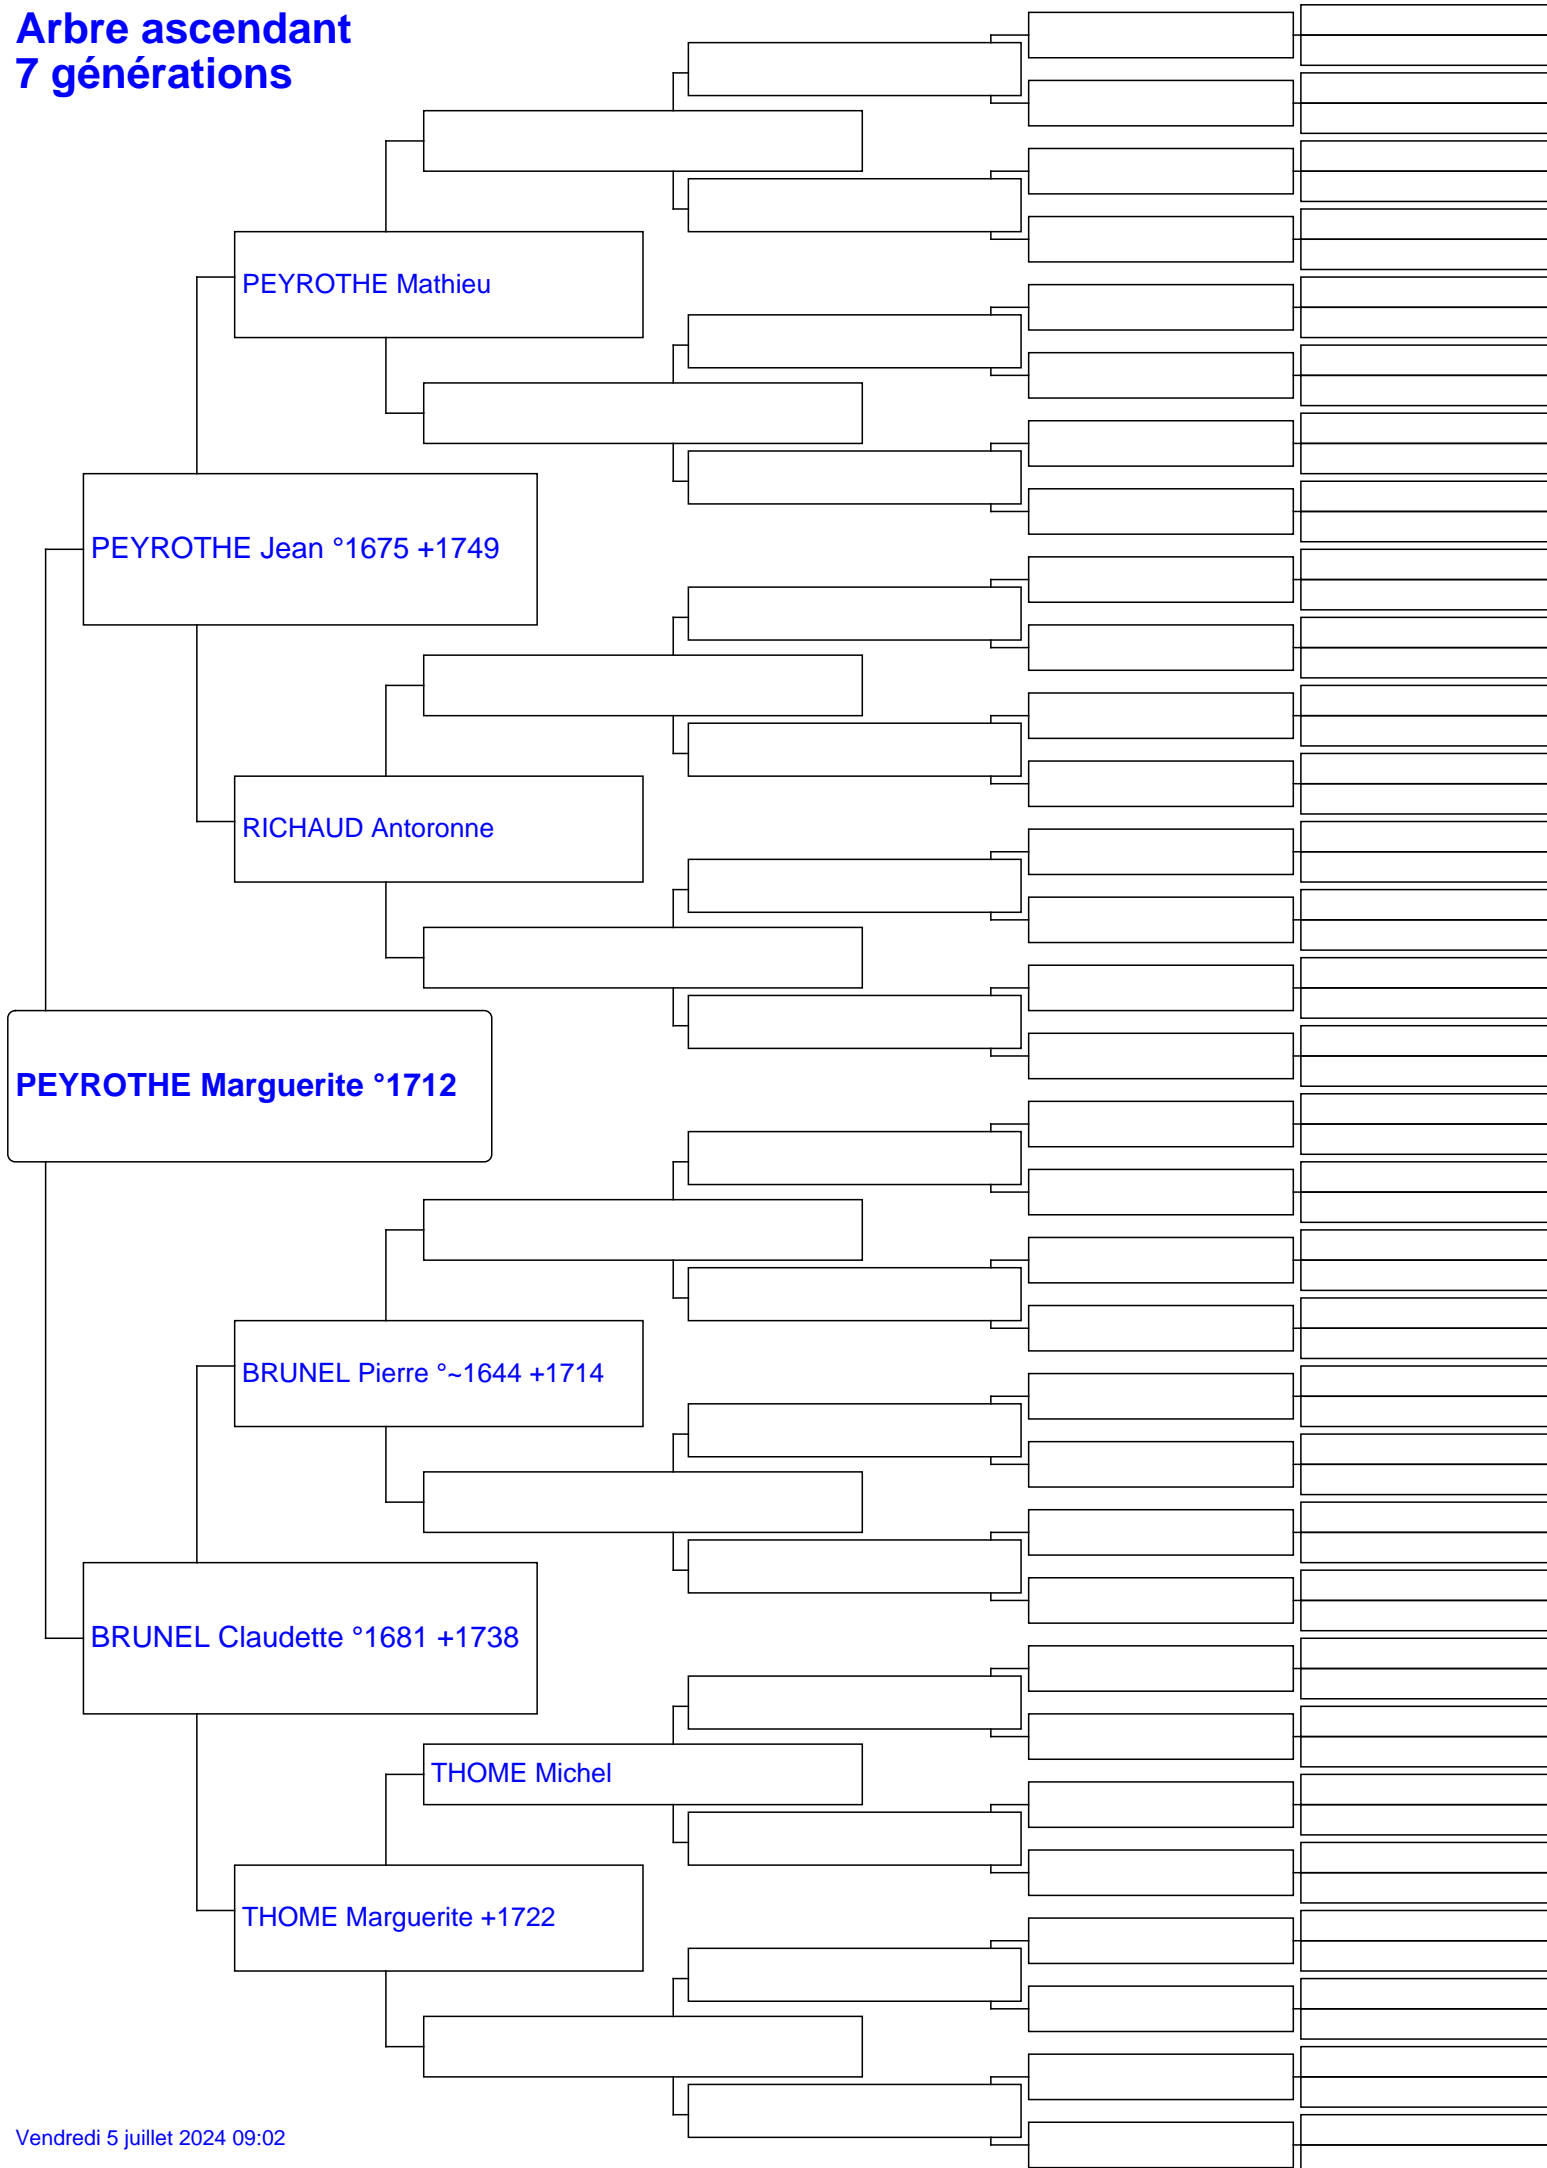 Arbre ascendant
7 générations
PEYROTHE Mathieu
PEYROTHE Jean °1675 +1749
RICHAUD Antoronne
PEYROTHE Marguerite °1712
BRUNEL Pierre °~1644 +1714
BRUNEL Claudette °1681 +1738
THOME Michel
THOME Marguerite +1722
Vendredi 5 juillet 2024 09:02